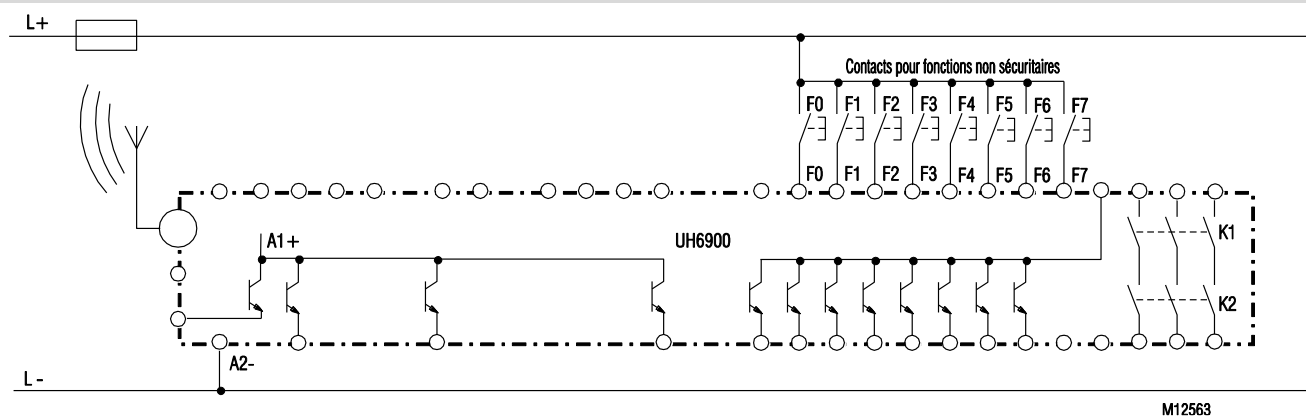 L+
Contacts pour fonctions non sécuritaires
F0 F1 F2 F3 F4 F5 F6 F7
F0 F1 F2 F3 F4 F5 F6 F7
A1+
UH6900
K1
K2
A2-
L-
M12563